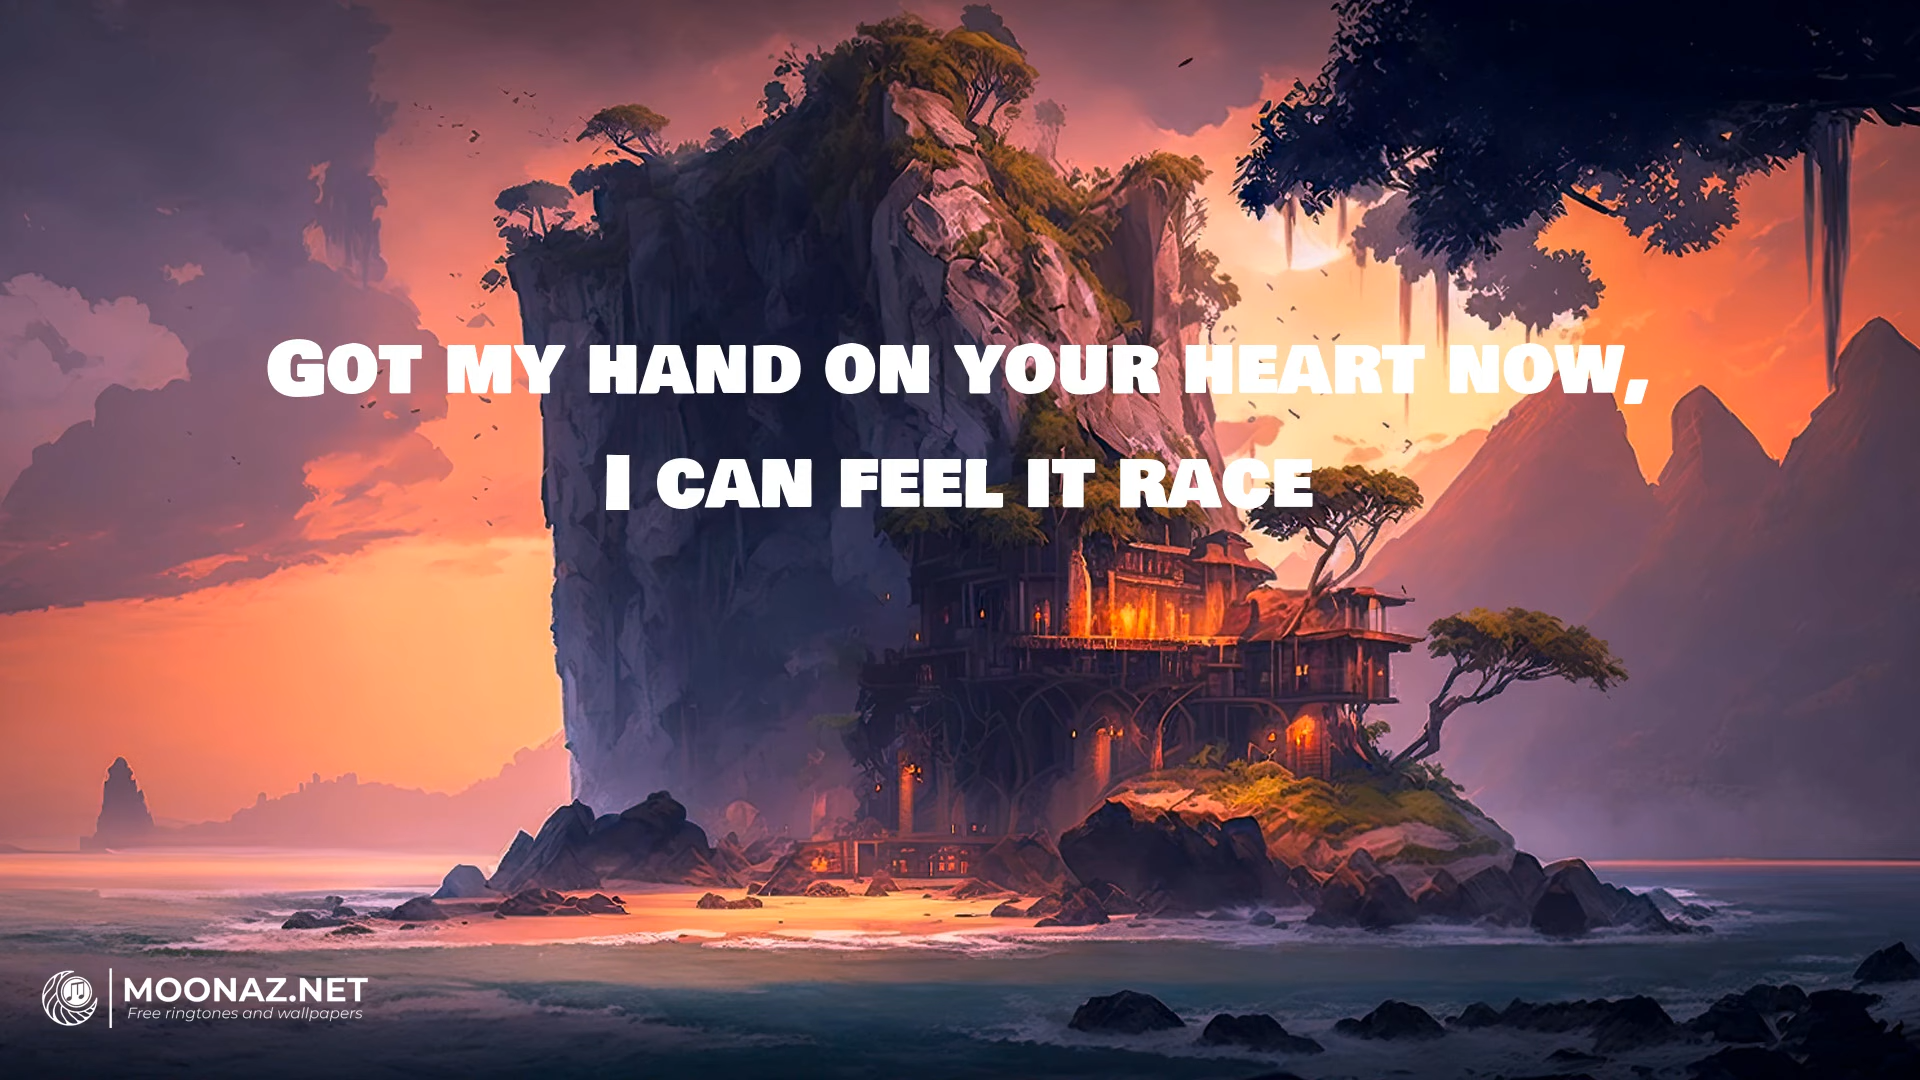 Got my hand on your heart now,
I can feel it race
MOONAZ.NET
Free ringtones and wallpapers